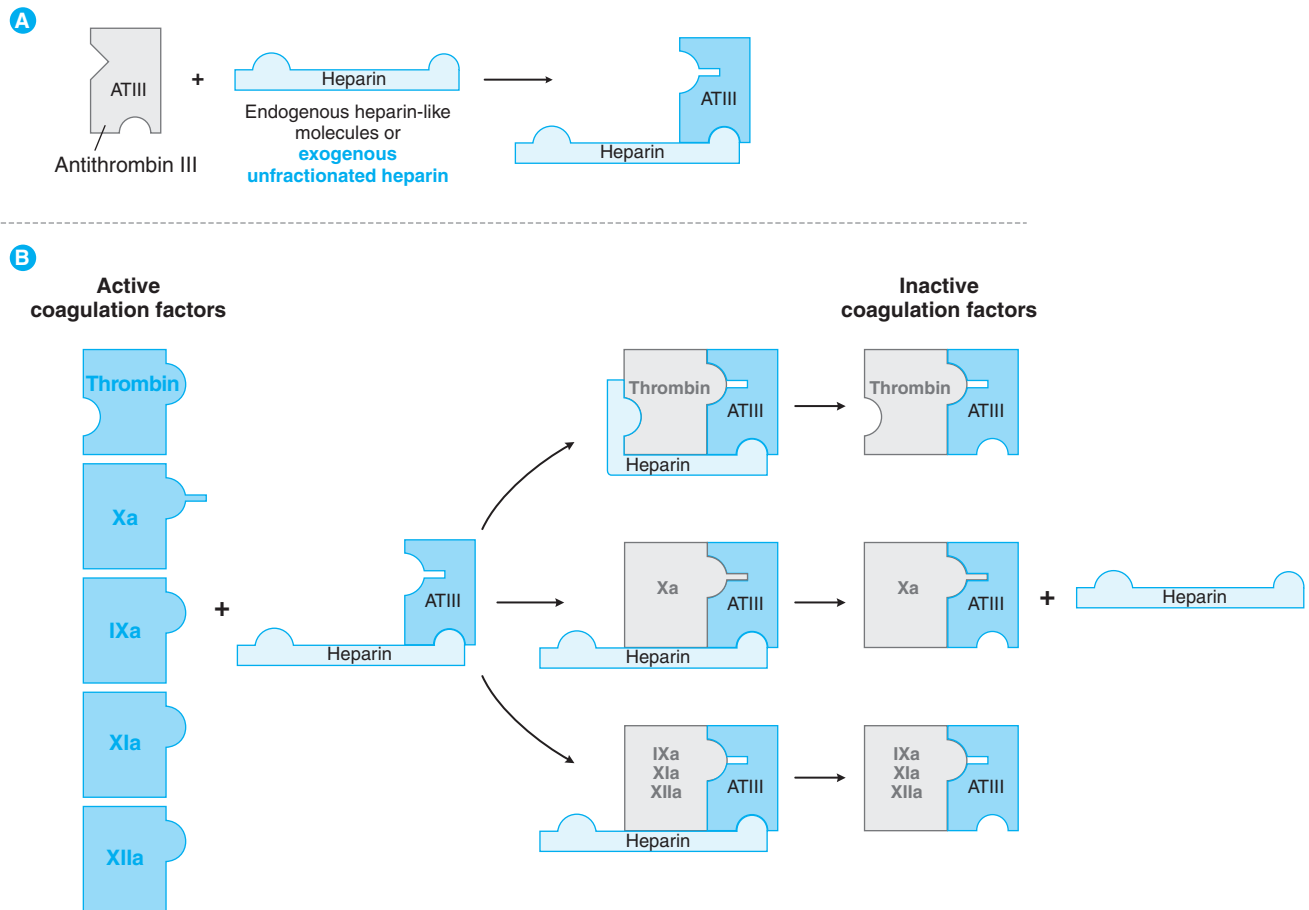 A
ATIII
+
Heparin
Endogenous heparin-like
molecules or
exogenous
unfractionated heparin
Antithrombin III
ATIII
Heparin
B
Active
coagulation factors
Inactive
coagulation factors
Thrombin
Xa
IXa
XIa
XIIa
+
ATIII
Heparin
Thrombin
ATIII
Heparin
Thrombin
ATIII
Xa
ATIII
Heparin
Xa
ATIII
+
Heparin
IXa
XIa
XIIa
ATIII
Heparin
IXa
XIa
XIIa
ATIII